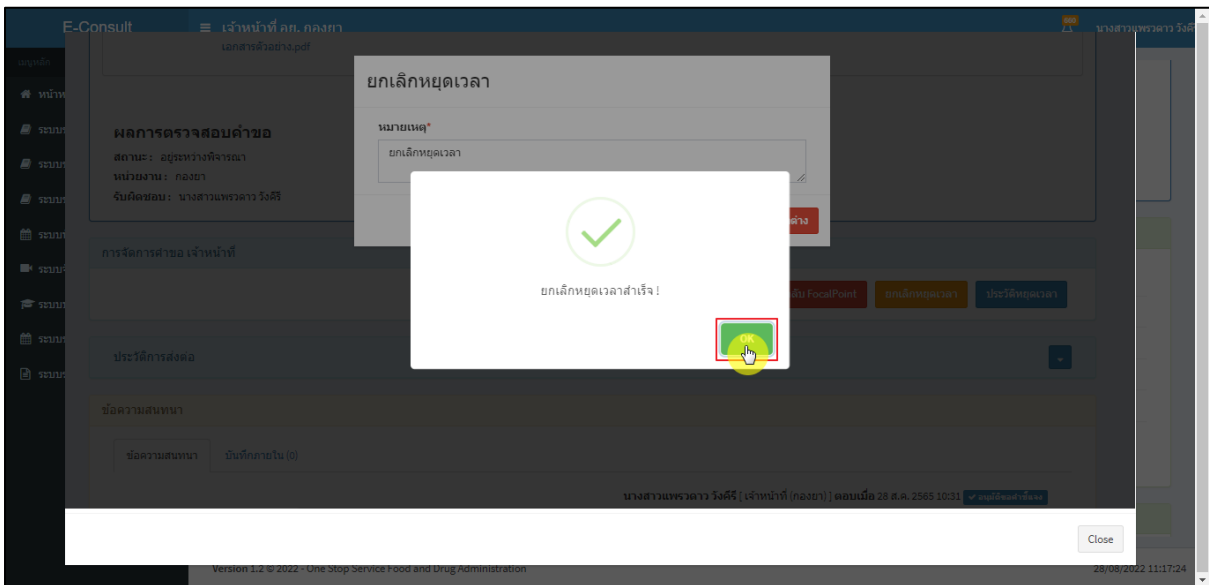 E-Consult
เจ้าหน้าที่ อย. กองยา
นางสาวแพรวดาว วังคีรี
เอกสารตัวอย่าง.pdf
เมนูหลัก
ยกเลิกหยุดเวลา
หมายเหตุ*
ยกเลิกหยุดเวลา
ผลการตรวจสอบคำขอ
สถานะ : อยู่ระหว่างพิจารณา
หน่วยงาน : กองยา
รับผิดชอบ : นางสาวแพรวดาว วังคีรี
ยกเลิกหยุดเวลาสำเร็จ !
OK
การจัดการคำขอ เจ้าหน้าที่
FocalPoint
ยกเลิกหยุดเวลา
ประวัติหยุดเวลา
ประวัติการส่งต่อ
ข้อความสนทนา
ข้อความสนทนา
บันทึกภายใน (0)
นางสาวแพรวดาว วังคีรี [ เจ้าหน้าที่ (กองยา) ] ตอบเมื่อ 28 ส.ค. 2565 10:31
Close
Version 1.2 © 2022 - One Stop Service Food and Drug Administration
28/08/2022 11:17:24